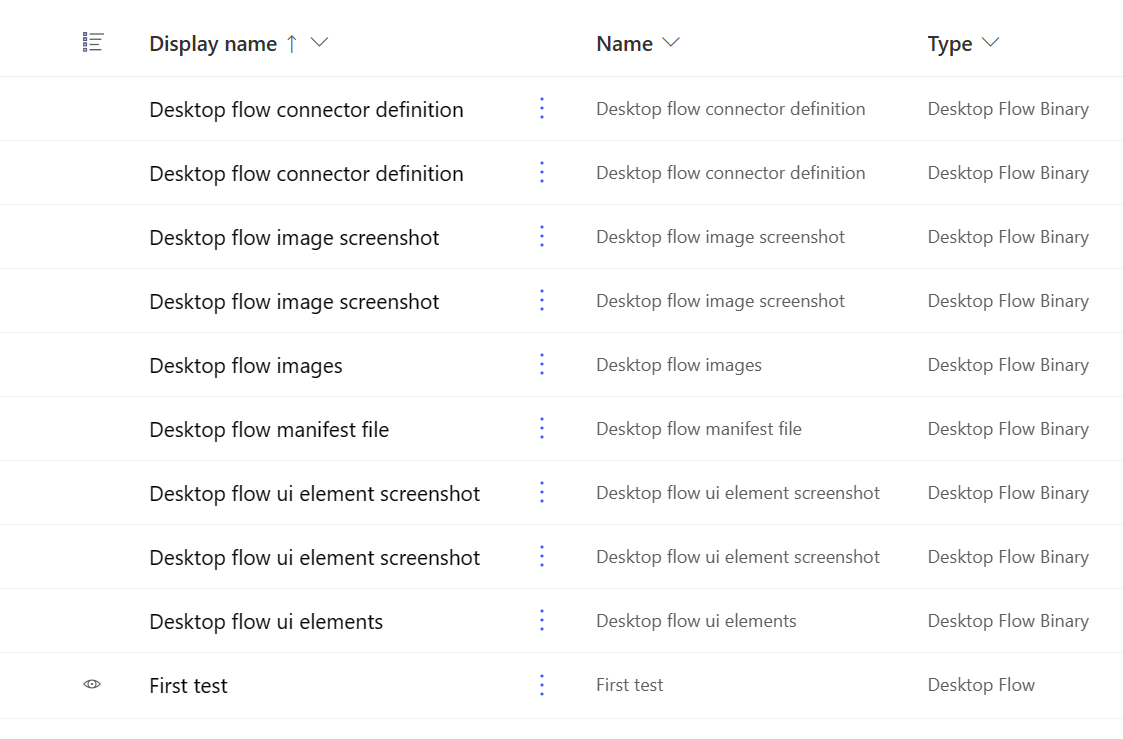 Display name Name Type
Desktop flow connector definition Desktop flow connector definition Desktop Flow Binary
Desktop flow connector definition Desktop flow connector definition Desktop Flow Binary
Desktop flow image screenshot Desktop flow image screenshot Desktop Flow Binary
Desktop flow image screenshot Desktop flow image screenshot Desktop Flow Binary
Desktop flow images Desktop flow images Desktop Flow Binary
Desktop flow manifest file Desktop flow manifest file Desktop Flow Binary
Desktop flow ui element screenshot Desktop flow ui element screenshot Desktop Flow Binary
Desktop flow ui element screenshot Desktop flow ui element screenshot Desktop Flow Binary
Desktop flow ui elements Desktop flow ui elements Desktop Flow Binary
First test First test Desktop Flow